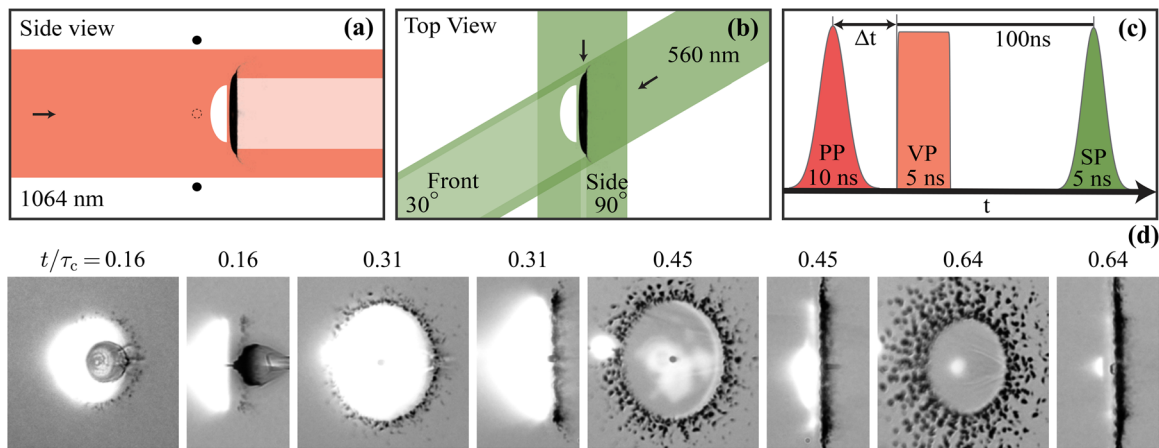 Side view (a)
1064 nm
Top View (b)
560 nm
Front
30°
Side
90°
(c)
Δt
100ns
PP
10 ns
VP
5 ns
SP
5 ns
t
(d)
t/τc = 0.16 0.16 0.31 0.31 0.45 0.45 0.64 0.64